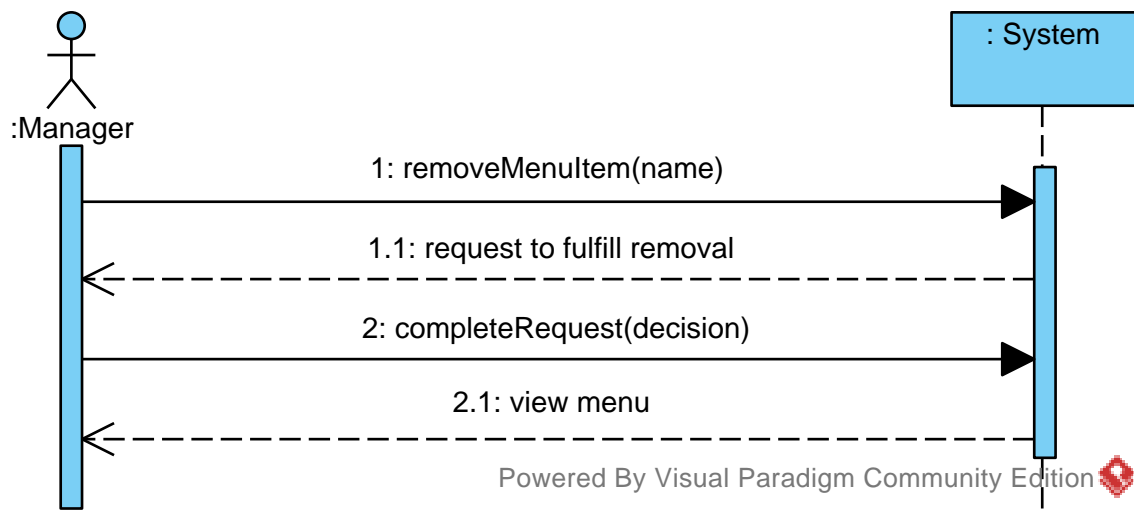 : System
:Manager
1: removeMenuItem(name)
1.1: request to fulfill removal
2: completeRequest(decision)
2.1: view menu
Powered By Visual Paradigm Community Edition